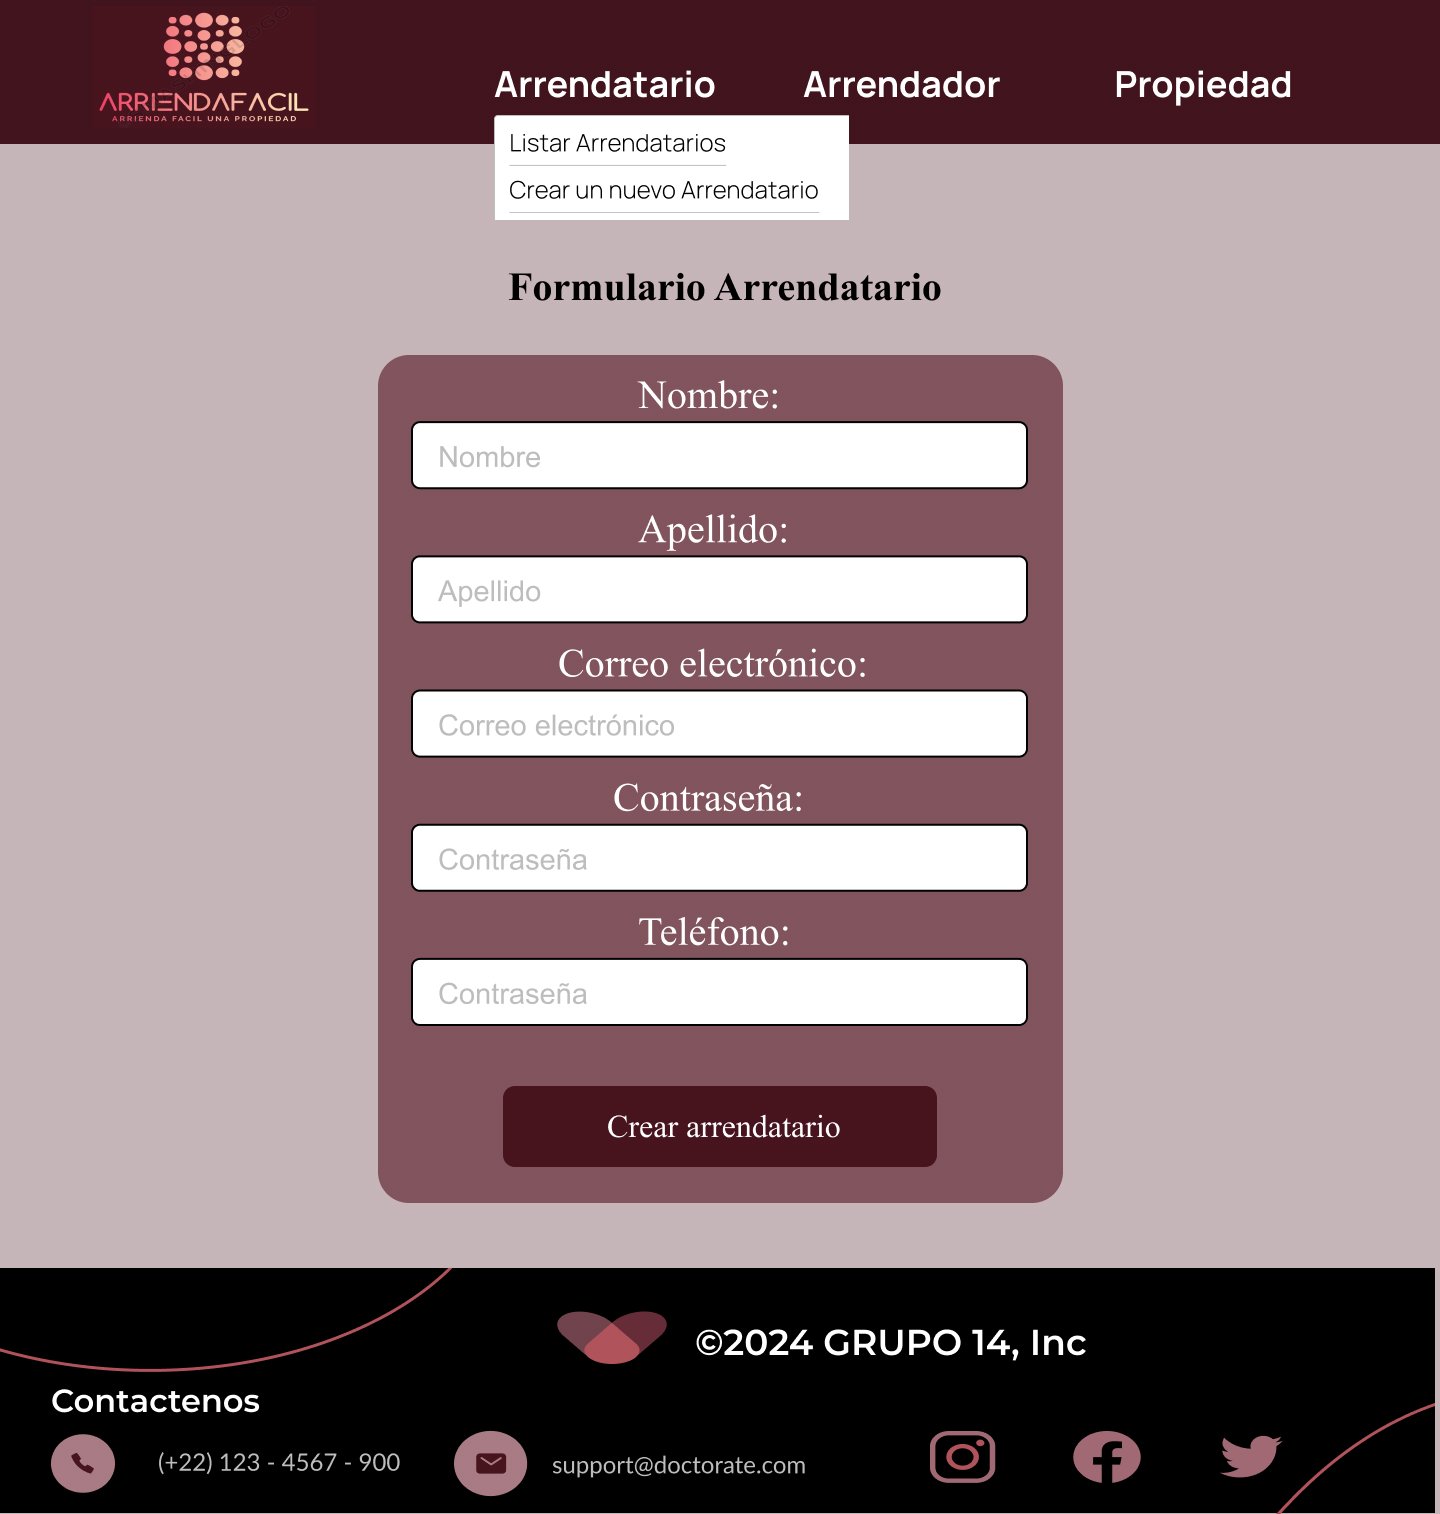 ARRIENDAFACIL
ARRIENDA FACIL UNA PROPIEDAD
Arrendatario Arrendador Propiedad
Listar Arrendatarios
Crear un nuevo Arrendatario
Formulario Arrendatario
Nombre:
Nombre
Apellido:
Apellido
Correo electrónico:
Correo electrónico
Contraseña:
Contraseña
Teléfono:
Contraseña
Crear arrendatario
©2024 GRUPO 14, Inc
Contactenos
(+22) 123 - 4567 - 900
support@doctorate.com